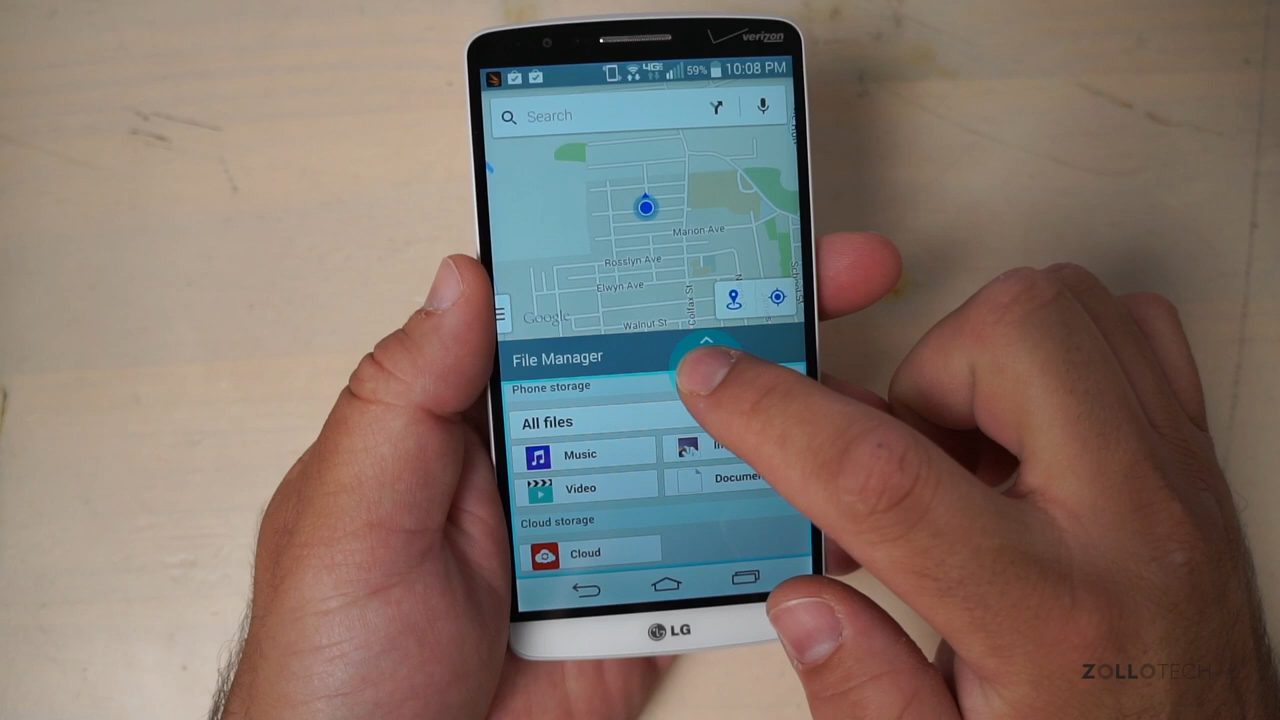 verizon
4G 59% 10:08 PM
Search
Marion Ave
Rosslyn Ave
Elwyn Ave
Colfax St
Google
Walnut St
File Manager
Phone storage
All files
Music
Video
Cloud storage
Cloud
LG
ZOLLOTECH